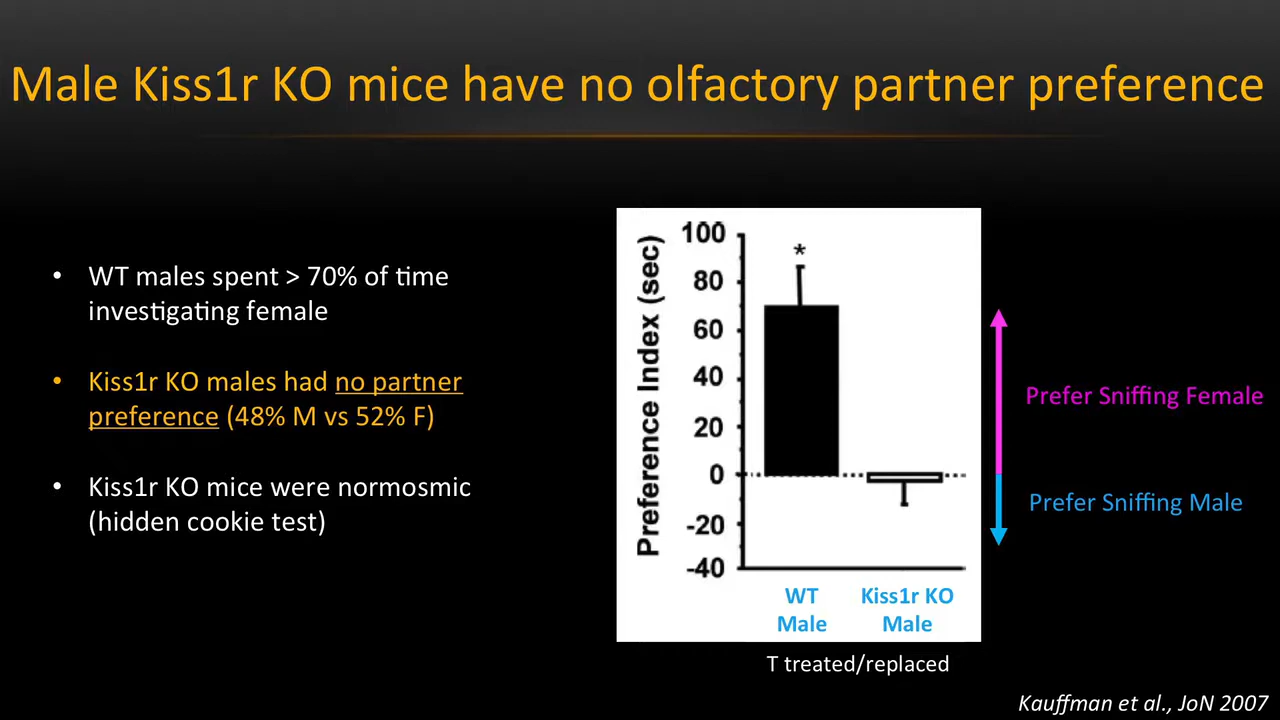 Male Kiss1r KO mice have no olfactory partner preference
• WT males spent > 70% of time
investigating female
• Kiss1r KO males had no partner
preference (48% M vs 52% F)
• Kiss1r KO mice were normosmic
(hidden cookie test)
Preference Index (sec)
100
80
60
40
20
0
-20
-40
*
WT
Male
Kiss1r KO
Male
T treated/replaced
Prefer Sniffing Female
Prefer Sniffing Male
Kauffman et al., JoN 2007